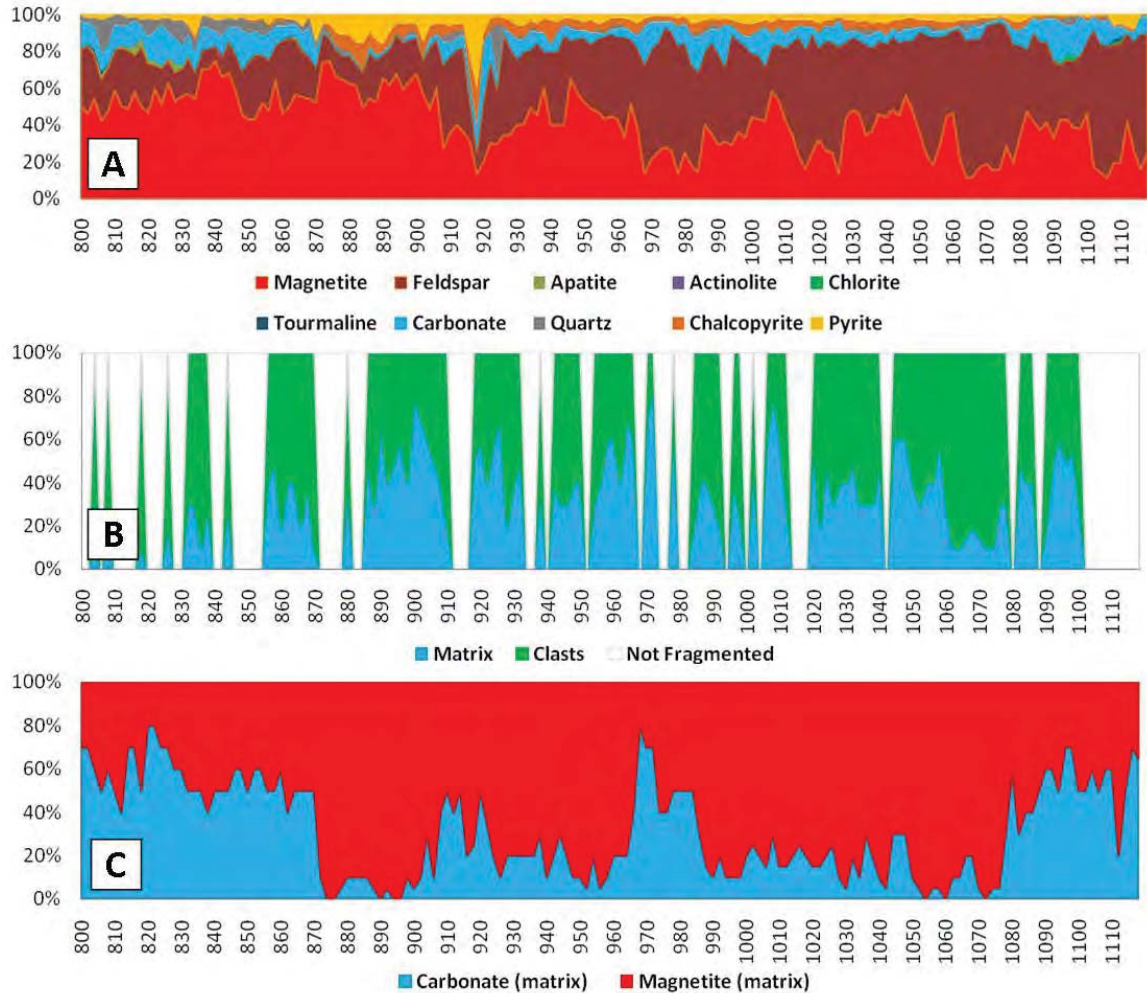 100%
80%
60%
40%
20%
0%
A
800 810 820 830 840 850 860 870 880 890 900 910 920 930 940 950 960 970 980 990 1000 1010 1020 1030 1040 1050 1060 1070 1080 1090 1100 1110
Magnetite Feldspar Apatite Actinolite Chlorite
Tourmaline Carbonate Quartz Chalcopyrite Pyrite
100%
80%
60%
40%
20%
0%
B
800 810 820 830 840 850 860 870 880 890 900 910 920 930 940 950 960 970 980 990 1000 1010 1020 1030 1040 1050 1060 1070 1080 1090 1100 1110
Matrix Clasts Not Fragmented
100%
80%
60%
40%
20%
0%
C
800 810 820 830 840 850 860 870 880 890 900 910 920 930 940 950 960 970 980 990 1000 1010 1020 1030 1040 1050 1060 1070 1080 1090 1100 1110
Carbonate (matrix) Magnetite (matrix)